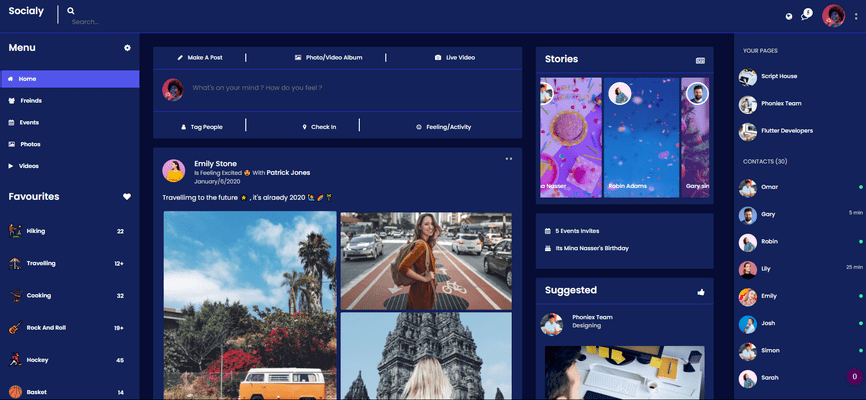 Socialy
Search...
Menu
Home
Freinds
Events
Photos
Videos
Favourites
Hiking 22
Travelling 12+
Cooking 32
Rock And Roll 19+
Hockey 45
Basket 14
Make A Post
Photo/Video Album
Live Video
What's on your mind ? How do you feel ?
Tag People
Check In
Feeling/Activity
Emily Stone
Is Feeling Excited 😍 With Patrick Jones
January/6/2020
Travellimg to the future ⭐ , it's alraedy 2020
Stories
a Nasser
Robin Adams
Gary sin
5 Events Invites
Its Mina Nasser's Birthday
Suggested
Phoniex Team
Designing
YOUR PAGES
Script House
Phoniex Team
Flutter Developers
CONTACTS (30)
Omar
Gary 5 min
Robin
Lily 25 min
Emily
Josh
Simon
Sarah
0